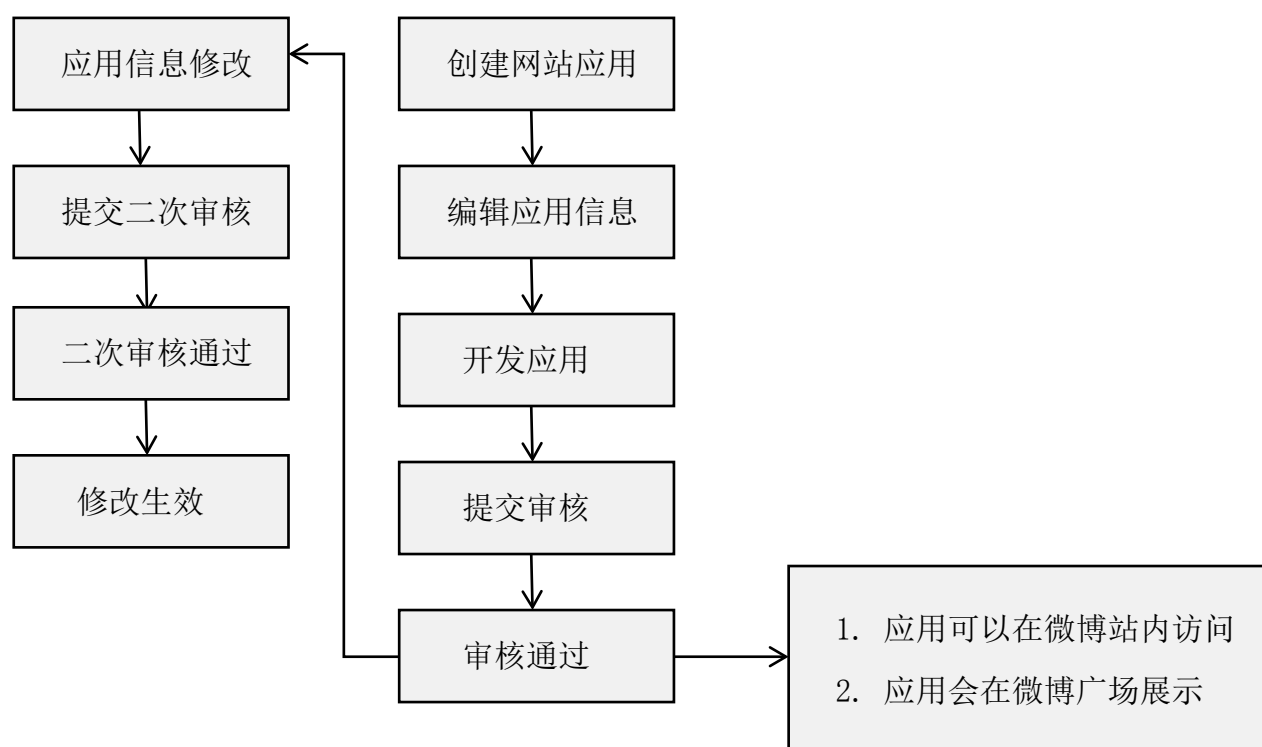 应用信息修改
提交二次审核
二次审核通过
修改生效
创建网站应用
编辑应用信息
开发应用
提交审核
审核通过
1. 应用可以在微博站内访问
2. 应用会在微博广场展示